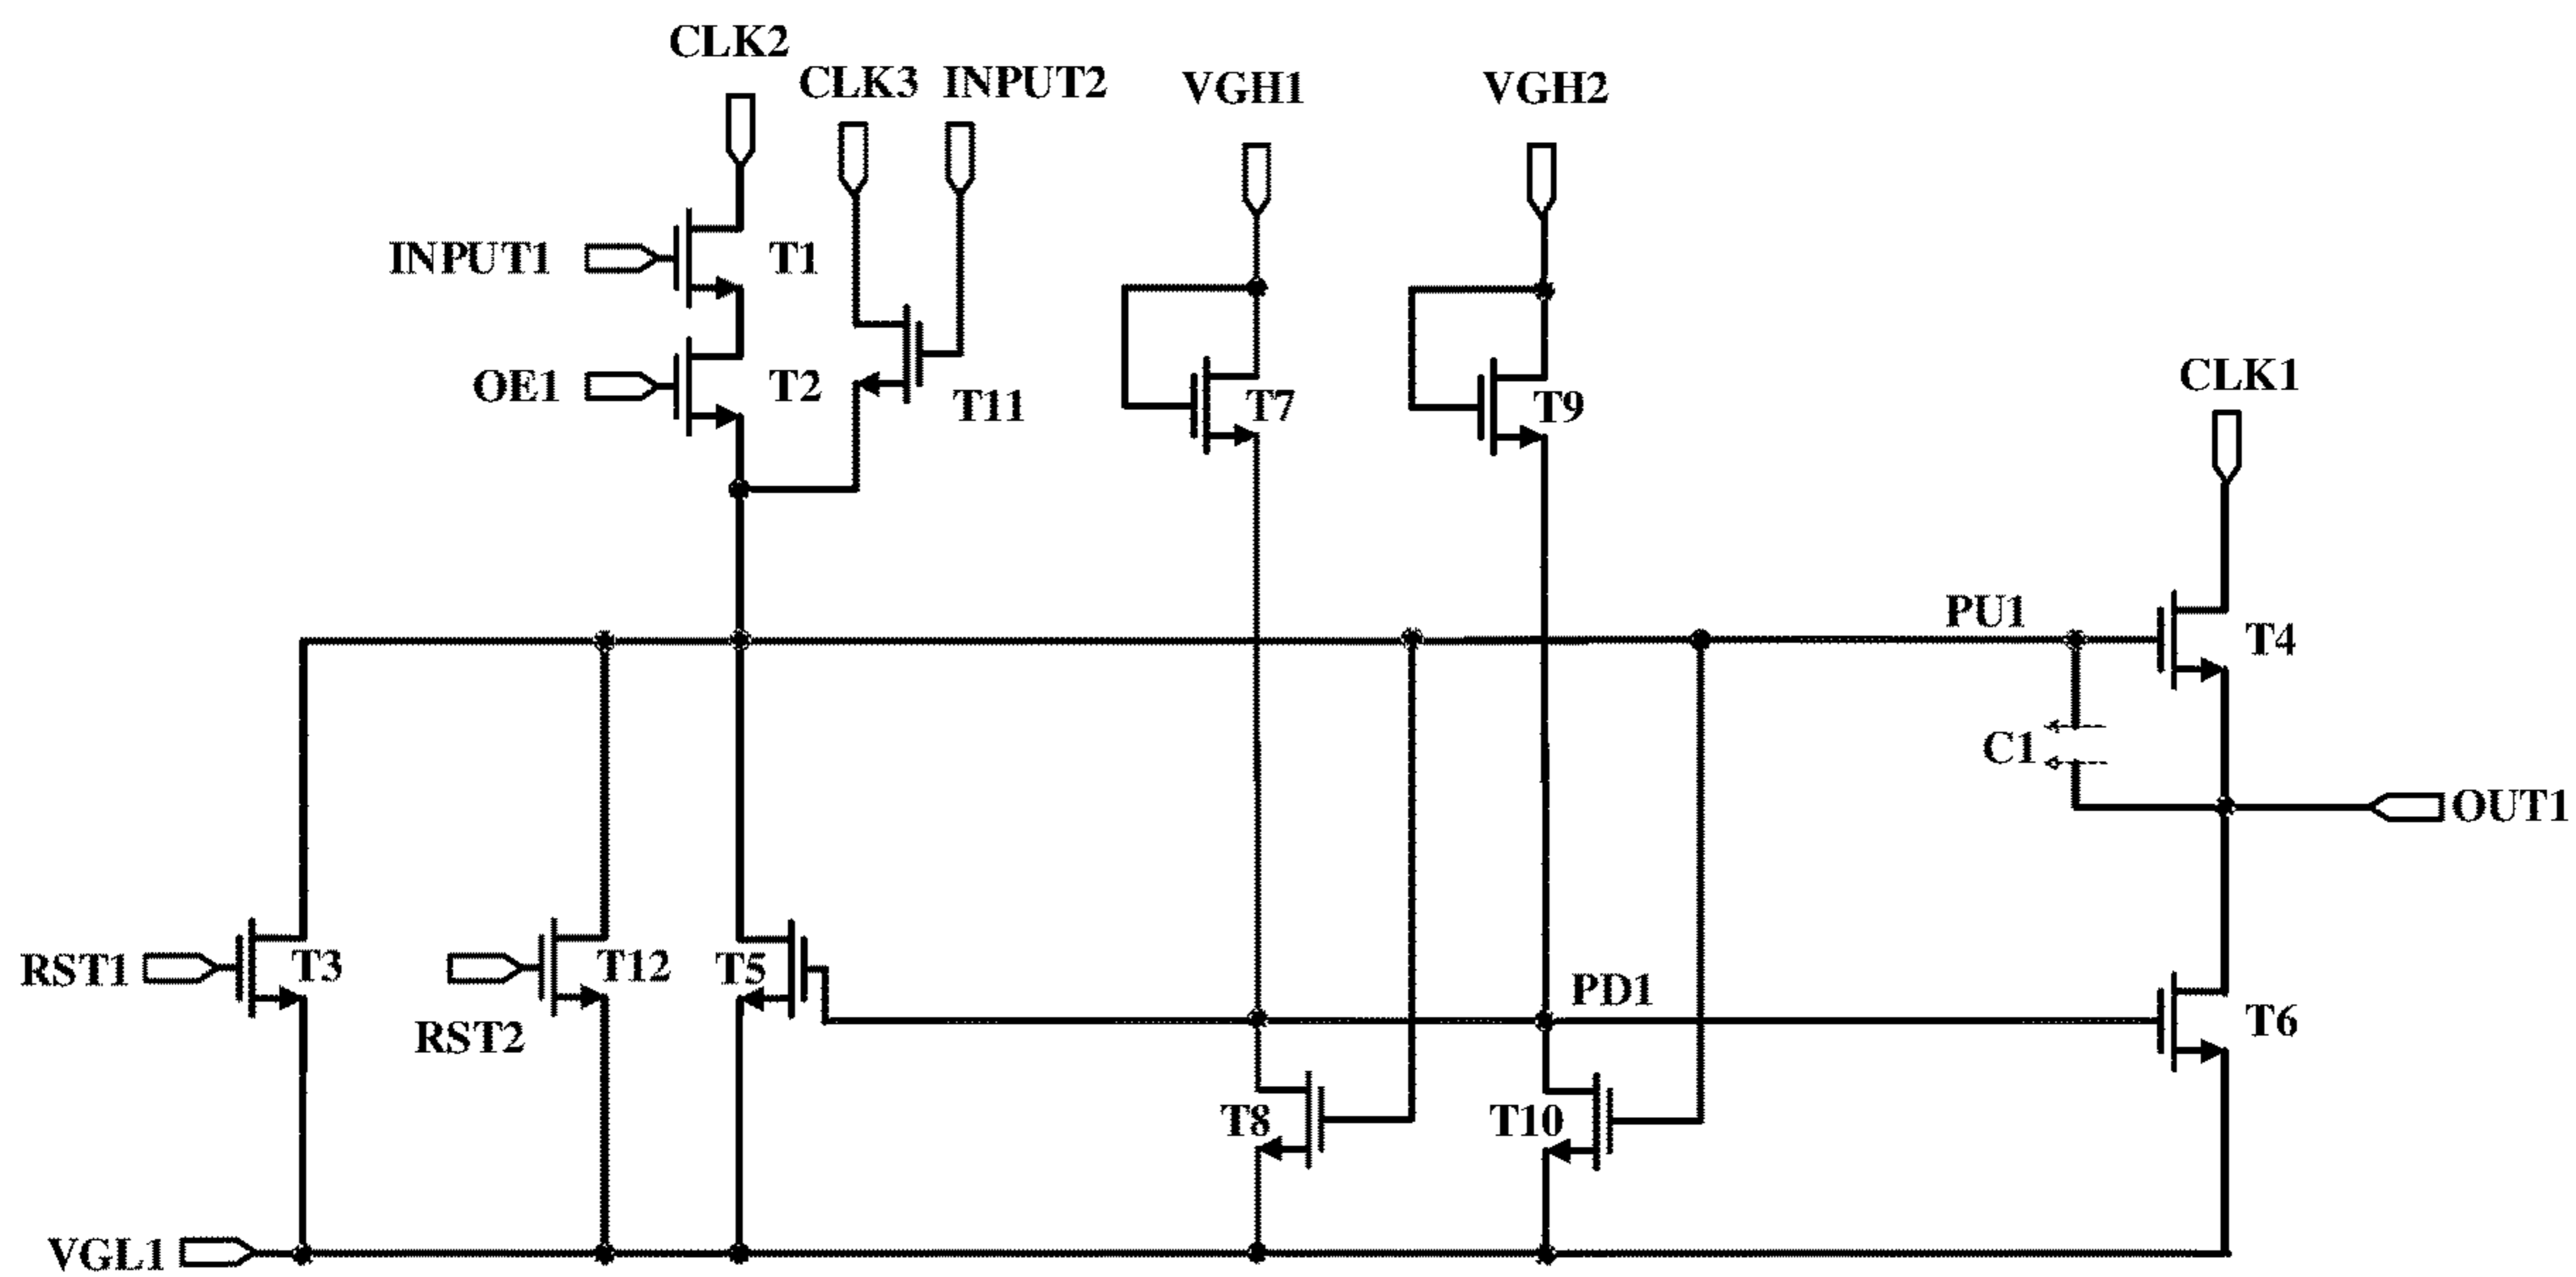 CLK2
CLK3 INPUT2
VGH1 VGH2
INPUT1 T1
OE1 T2
T11 T7 T9
CLK1
PU1
T4
C1
OUT1
RST1 T3 T12 T5
PD1
RST2
T6
T8 T10
VGL1